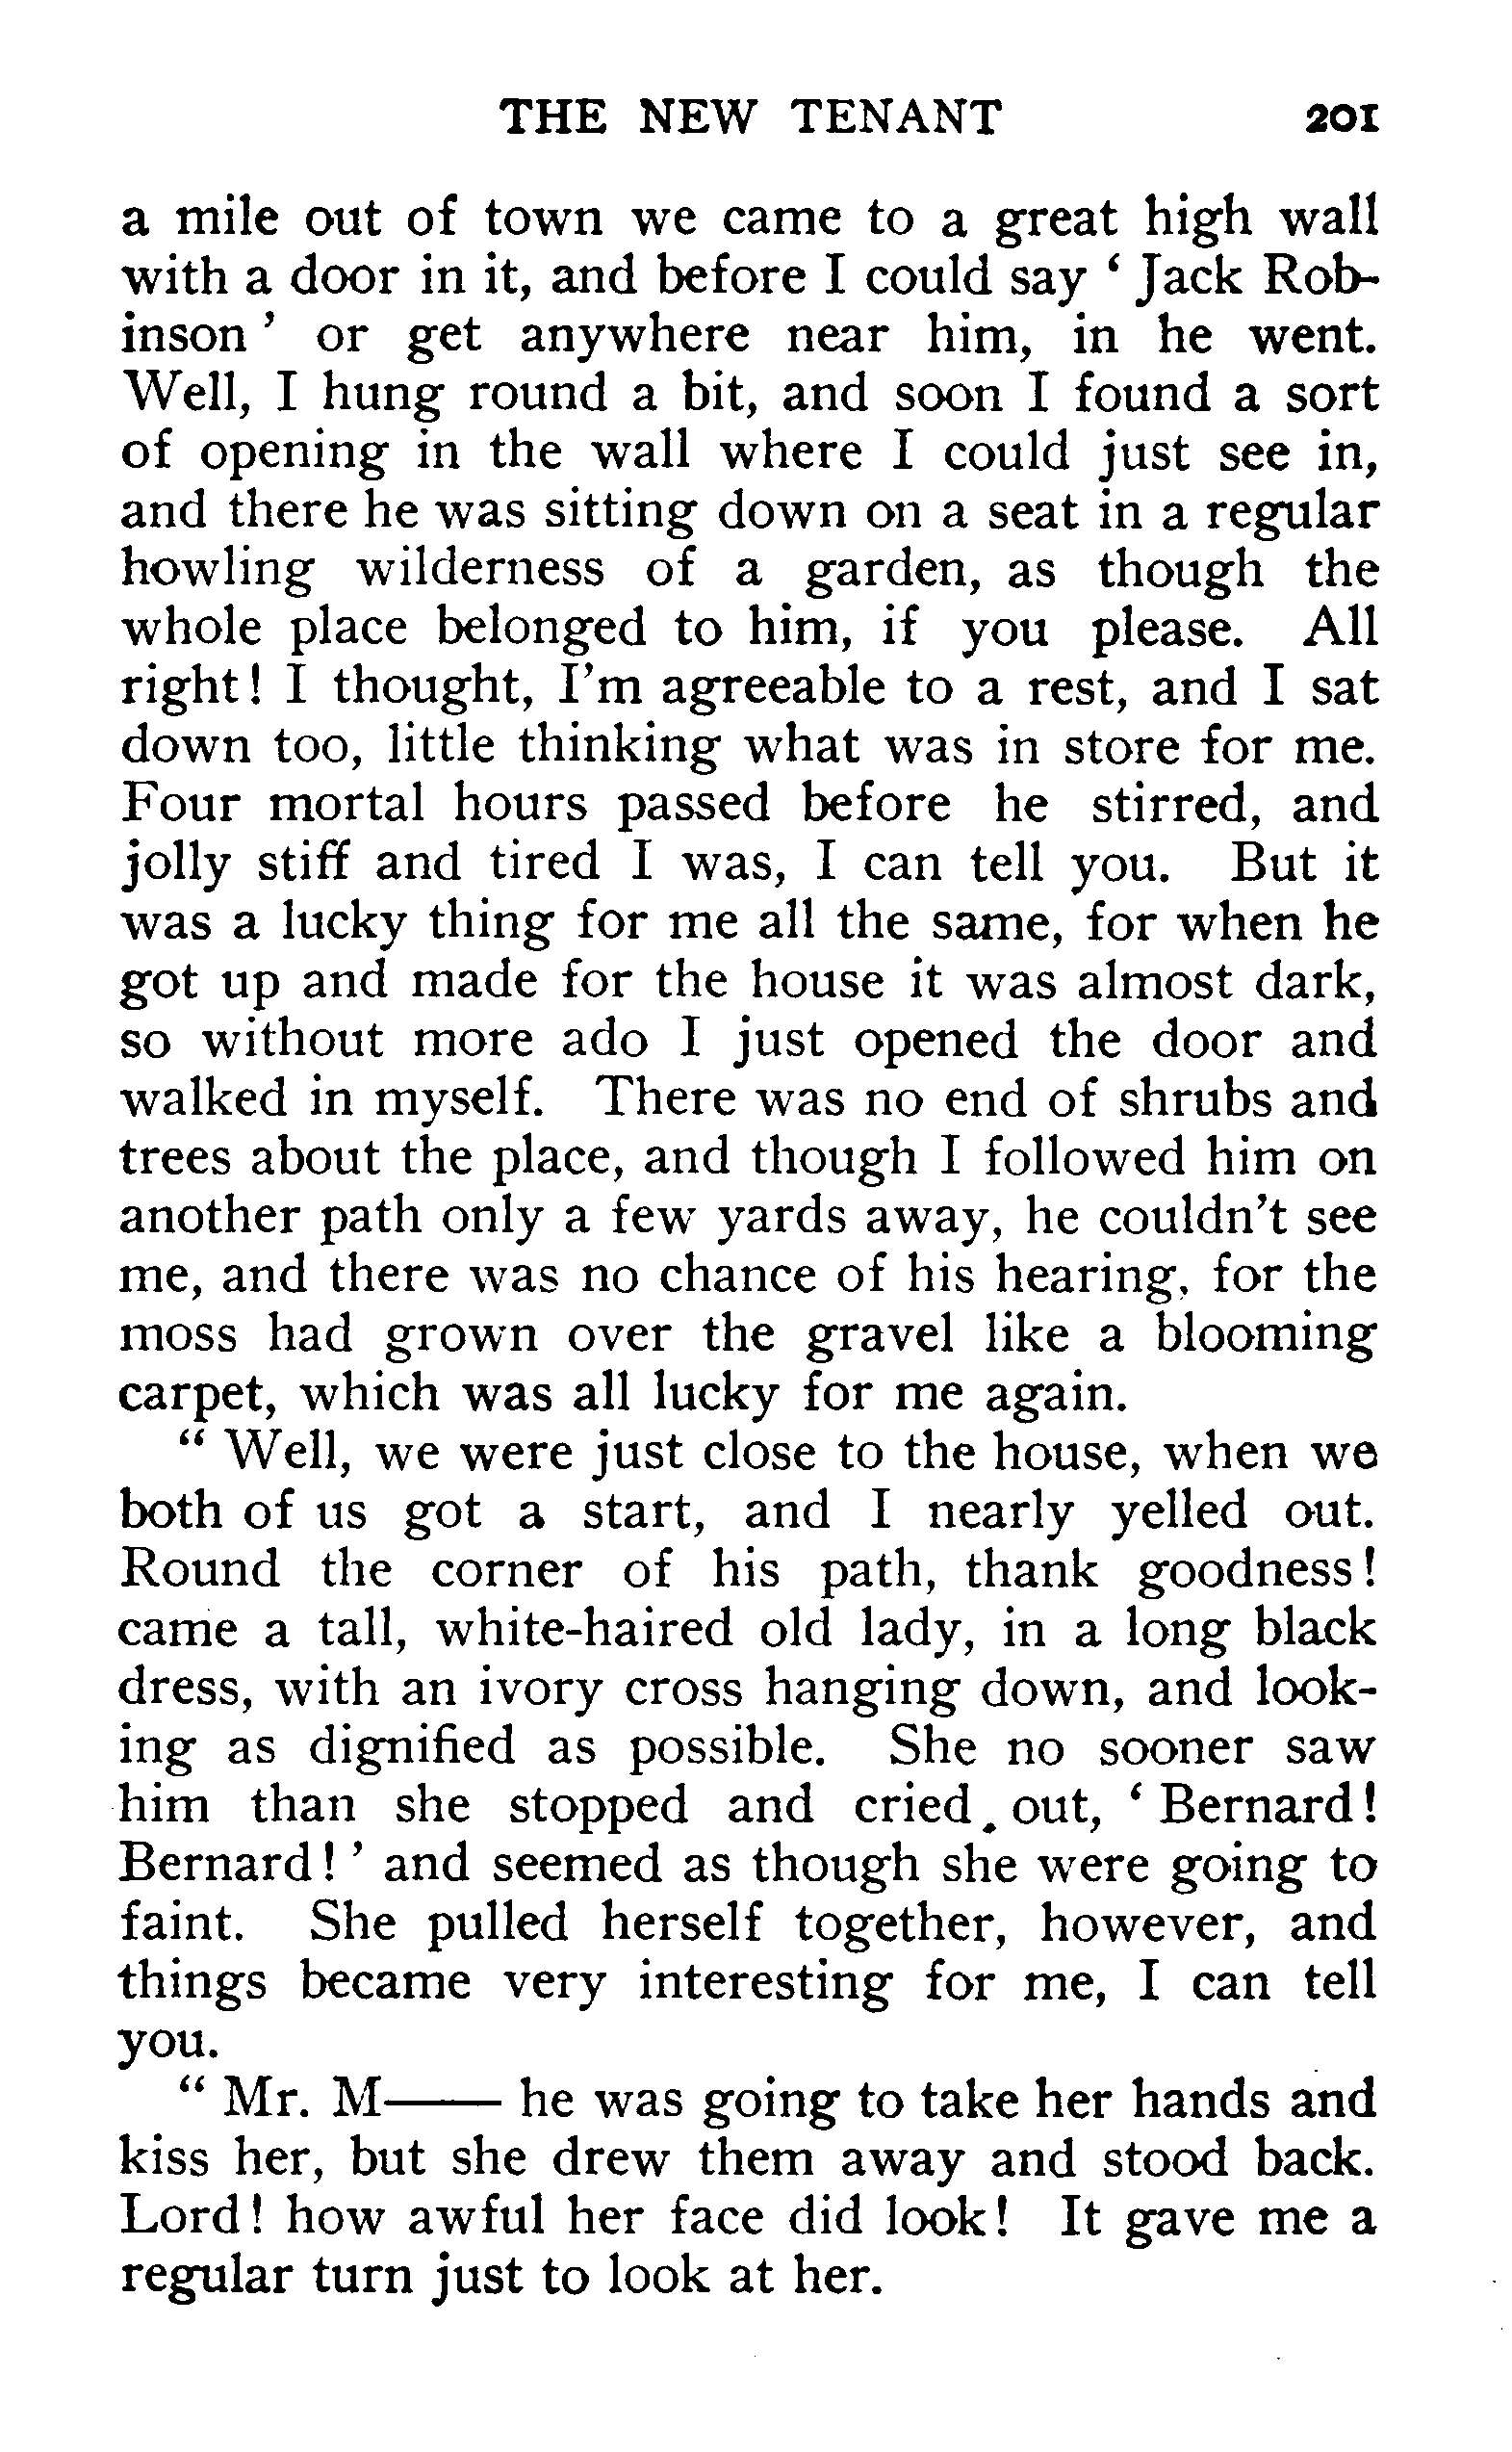 THE NEW TENANT 201
a mile out of town we came to a great high wall
with a door in it, and before I could say ‘ Jack Rob-
inson ’ or get anywhere near him, in he went.
Well, I hung round a bit, and soon I found a sort
of opening in the wall where I could just see in,
and there he was sitting down on a seat in a regular
howling wilderness of a garden, as though the
whole place belonged to him, if you please. All
right! I thought, I’m agreeable to a rest, and I sat
down too, little thinking what was in store for me.
Four mortal hours passed before he stirred, and
jolly stiff and tired I was, I can tell you. But it
was a lucky thing for me all the same, for when he
got up and made for the house it was almost dark,
so without more ado I just opened the door and
walked in myself. There was no end of shrubs and
trees about the place, and though I followed him on
another path only a few yards away, he couldn’t see
me, and there was no chance of his hearing, for the
moss had grown over the gravel like a blooming
carpet, which was all lucky for me again.
“ Well, we were just close to the house, when we
both of us got a start, and I nearly yelled out.
Round the corner of his path, thank goodness!
came a tall, white-haired old lady, in a long black
dress, with an ivory cross hanging down, and look-
ing as dignified as possible. She no sooner saw
him than she stopped and cried out, ‘ Bernard!
Bernard! ’ and seemed as though she were going to
faint. She pulled herself together, however, and
things became very interesting for me, I can tell
you.
“ Mr. M—— he was going to take her hands and
kiss her, but she drew them away and stood back.
Lord! how awful her face did look! It gave me a
regular turn just to look at her.